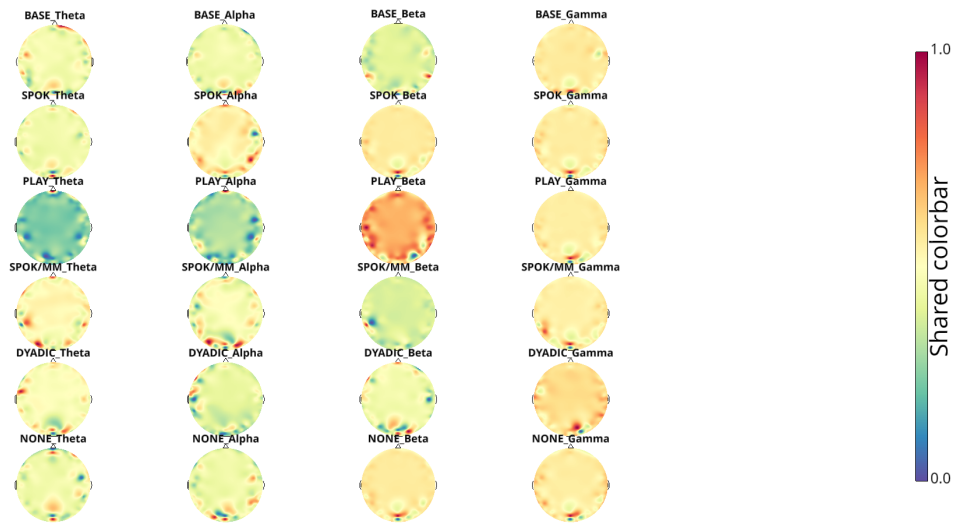 BASE_Theta BASE_Alpha BASE_Beta BASE_Gamma
1.0
SPOK_Theta SPOK_Alpha SPOK_Beta SPOK_Gamma
PLAY_Theta PLAY_Alpha PLAY_Beta PLAY_Gamma
SPOK/MM_Theta SPOK/MM_Alpha SPOK/MM_Beta SPOK/MM_Gamma
Shared colorbar
DYADIC_Theta DYADIC_Alpha DYADIC_Beta DYADIC_Gamma
NONE_Theta NONE_Alpha NONE_Beta NONE_Gamma
0.0